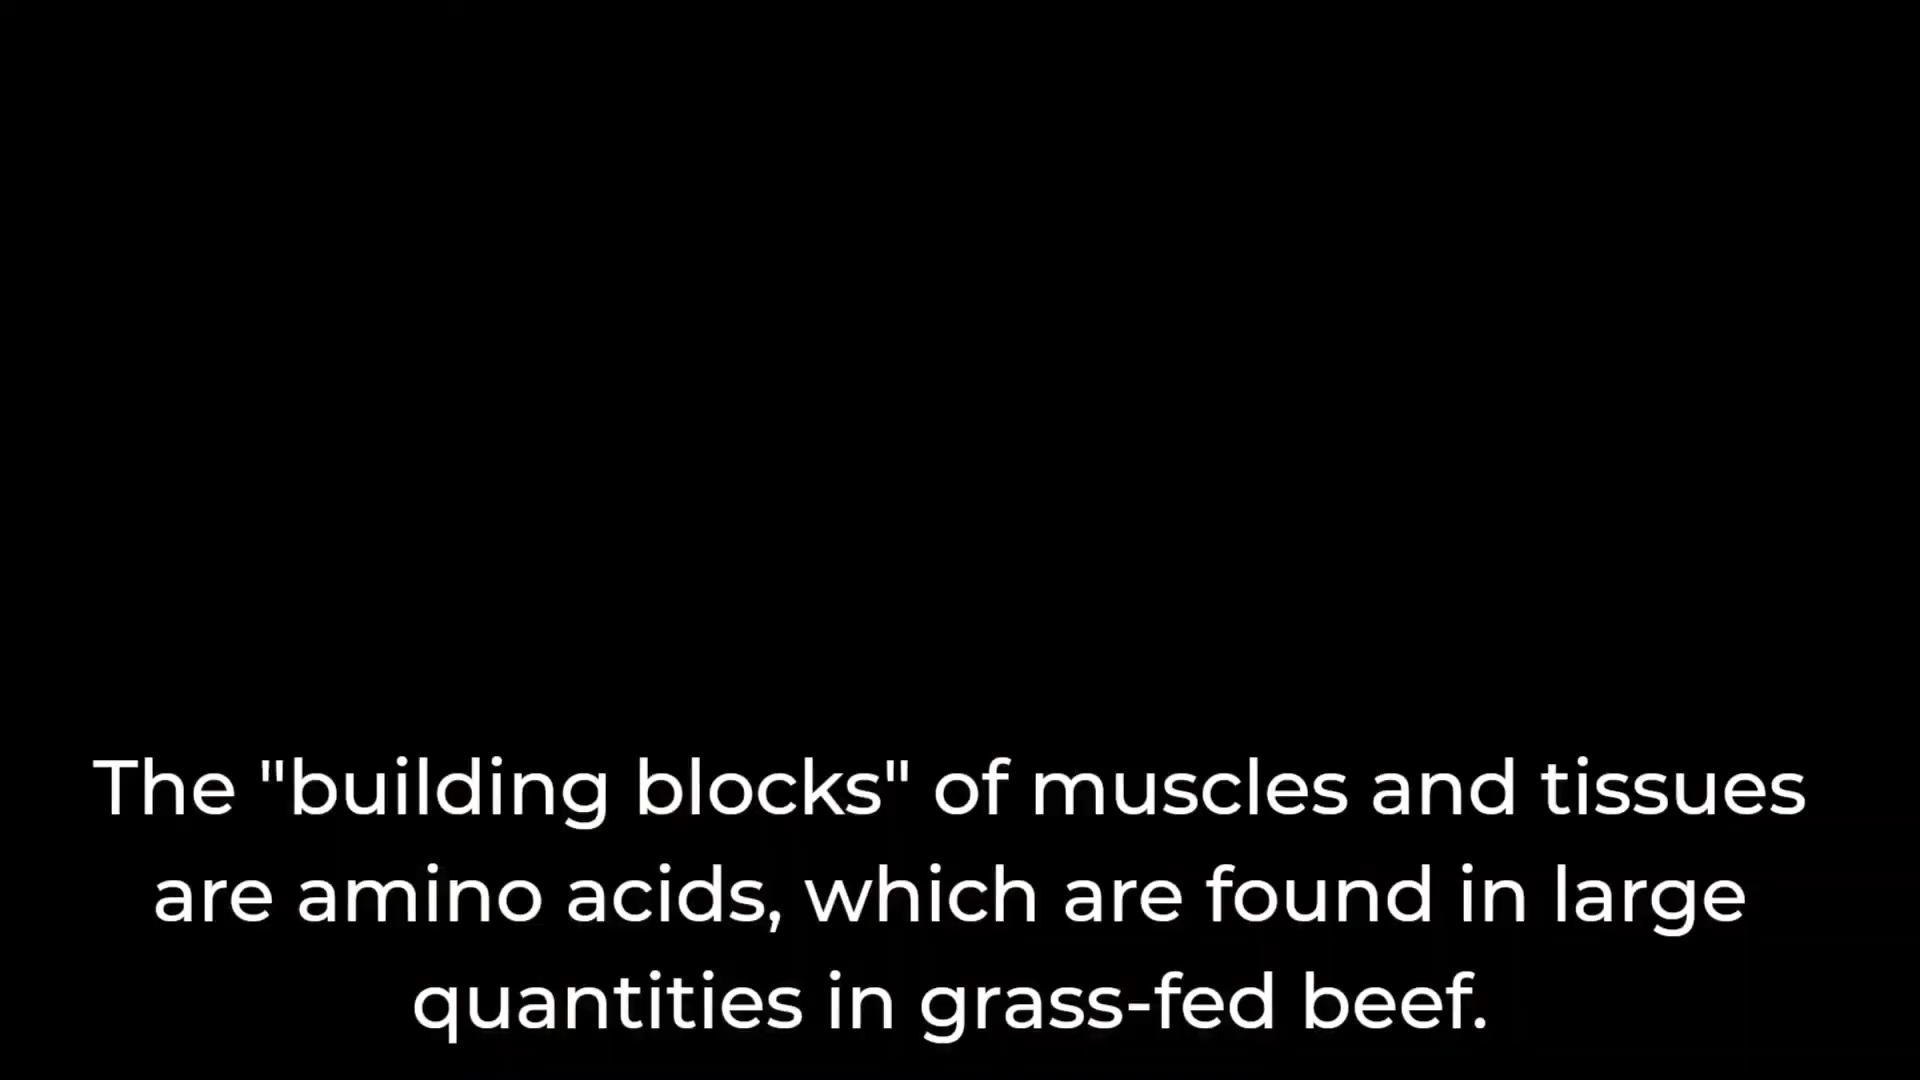 The "building blocks" of muscles and tissues
are amino acids, which are found in large
quantities in grass-fed beef.